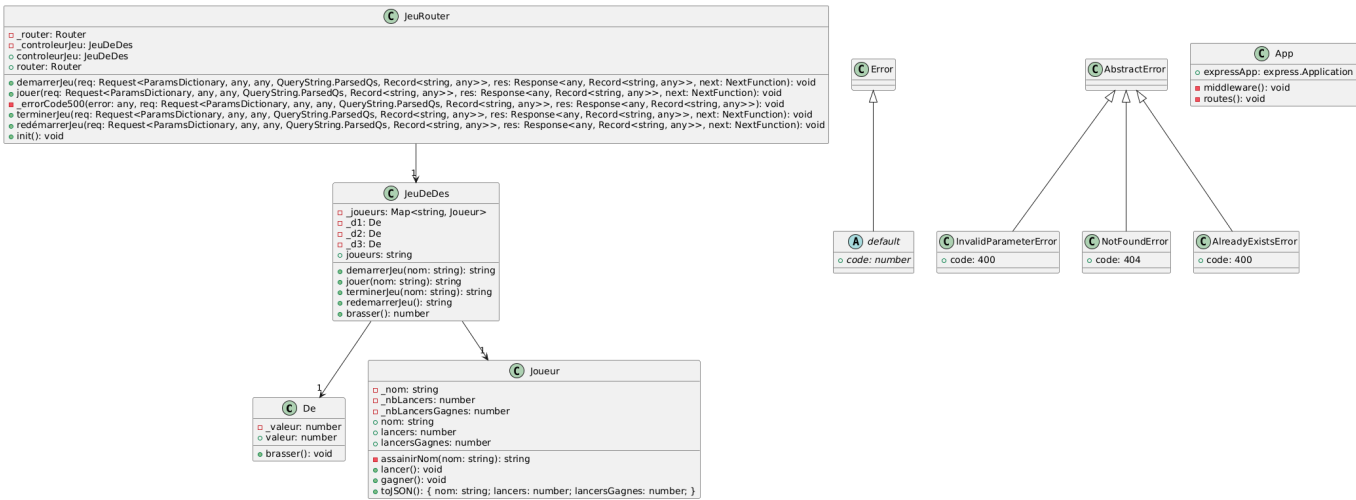 JeuRouter
_router: Router
_controleurJeu: JeuDeDes
controleurJeu: JeuDeDes
router: Router
demarrerJeu(req: Request<ParamsDictionary, any, any, QueryString.ParsedQs, Record<string, any>>, res: Response<any, Record<string, any>>, next: NextFunction): void
jouer(req: Request<ParamsDictionary, any, any, QueryString.ParsedQs, Record<string, any>>, res: Response<any, Record<string, any>>, next: NextFunction): void
_errorCode500(error: any, req: Request<ParamsDictionary, any, any, QueryString.ParsedQs, Record<string, any>>, res: Response<any, Record<string, any>>): void
terminerJeu(req: Request<ParamsDictionary, any, any, QueryString.ParsedQs, Record<string, any>>, res: Response<any, Record<string, any>>, next: NextFunction): void
redémarrerJeu(req: Request<ParamsDictionary, any, any, QueryString.ParsedQs, Record<string, any>>, res: Response<any, Record<string, any>>, next: NextFunction): void
init(): void
1
C JeuDeDes
_joueurs: Map<string, Joueur>
_d1: De
_d2: De
_d3: De
joueurs: string
demarrerJeu(nom: string): string
jouer(nom: string): string
terminerJeu(nom: string): string
redemarrerJeu(): string
brasser(): number
1
1
C De
_valeur: number
valeur: number
brasser(): void
C Joueur
_nom: string
_nbLancers: number
_nbLancersGagnes: number
nom: string
lancers: number
lancersGagnes: number
assainirNom(nom: string): string
lancer(): void
gagner(): void
toJSON(): { nom: string; lancers: number; lancersGagnes: number; }
C Error
A default
code: number
C AbstractError
C InvalidParameterError
code: 400
C NotFoundError
code: 404
C AlreadyExistsError
code: 400
C App
expressApp: express.Application
middleware(): void
routes(): void